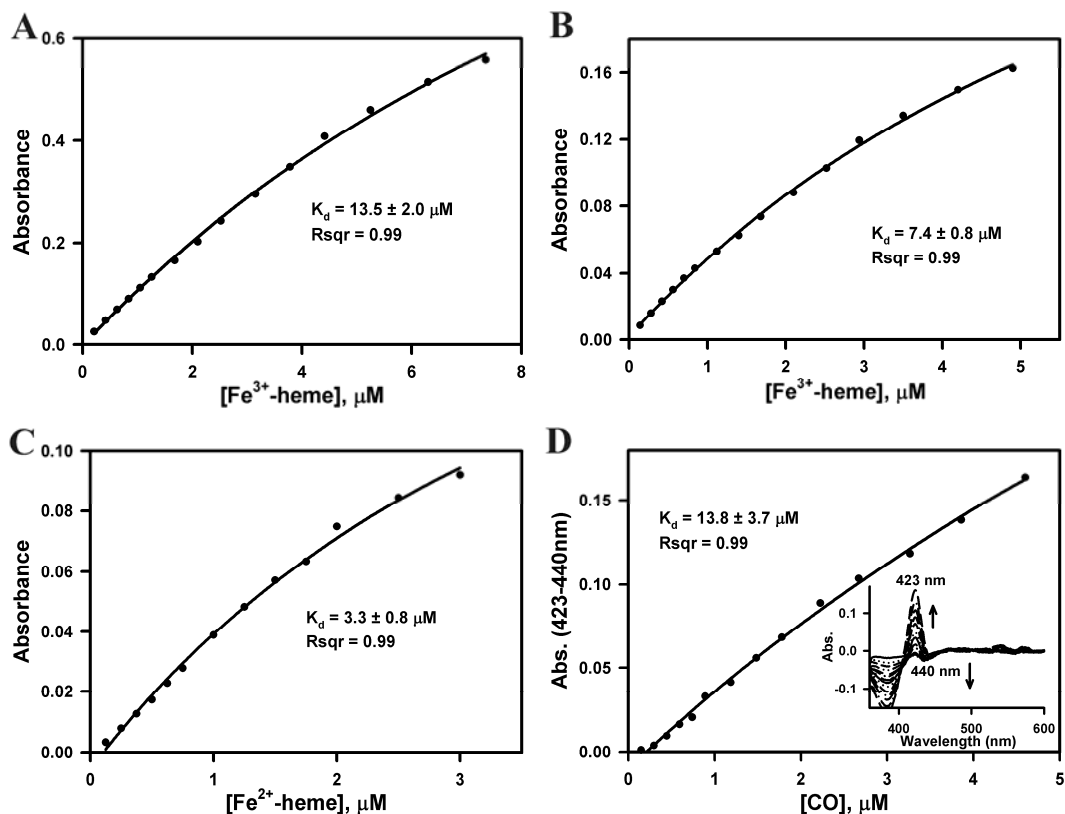 A
0.6
0.4
0.2
0.0
Absorbance
K_d = 13.5 ± 2.0 μM
Rsqr = 0.99
0 2 4 6 8
[Fe³⁺-heme], μM
B
0.16
0.12
0.08
0.04
0.00
Absorbance
K_d = 7.4 ± 0.8 μM
Rsqr = 0.99
0 1 2 3 4 5
[Fe³⁺-heme], μM
C
0.10
0.08
0.06
0.04
0.02
0.00
Absorbance
K_d = 3.3 ± 0.8 μM
Rsqr = 0.99
0 1 2 3
[Fe²⁺-heme], μM
D
0.15
0.10
0.05
0.00
Abs. (423-440nm)
K_d = 13.8 ± 3.7 μM
Rsqr = 0.99
423 nm
0.1
0.0
-0.1
Abs.
440 nm
400 500 600
Wavelength (nm)
0 1 2 3 4 5
[CO], μM